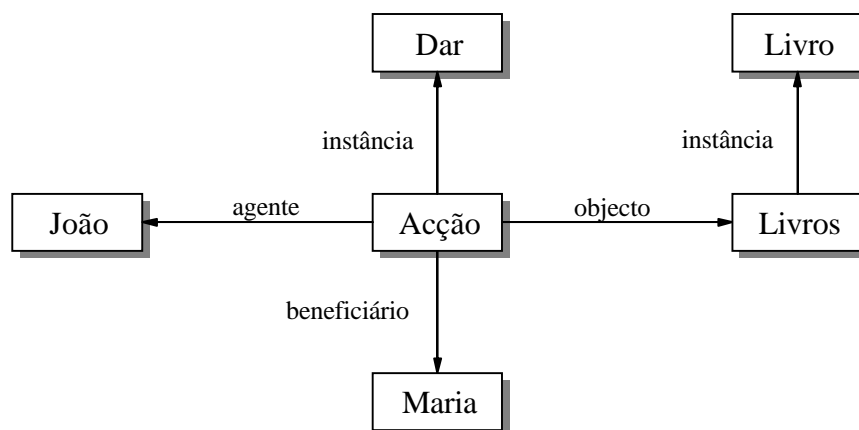 Dar
Livro
instância
instância
João
agente
Acção
objecto
Livros
beneficiário
Maria